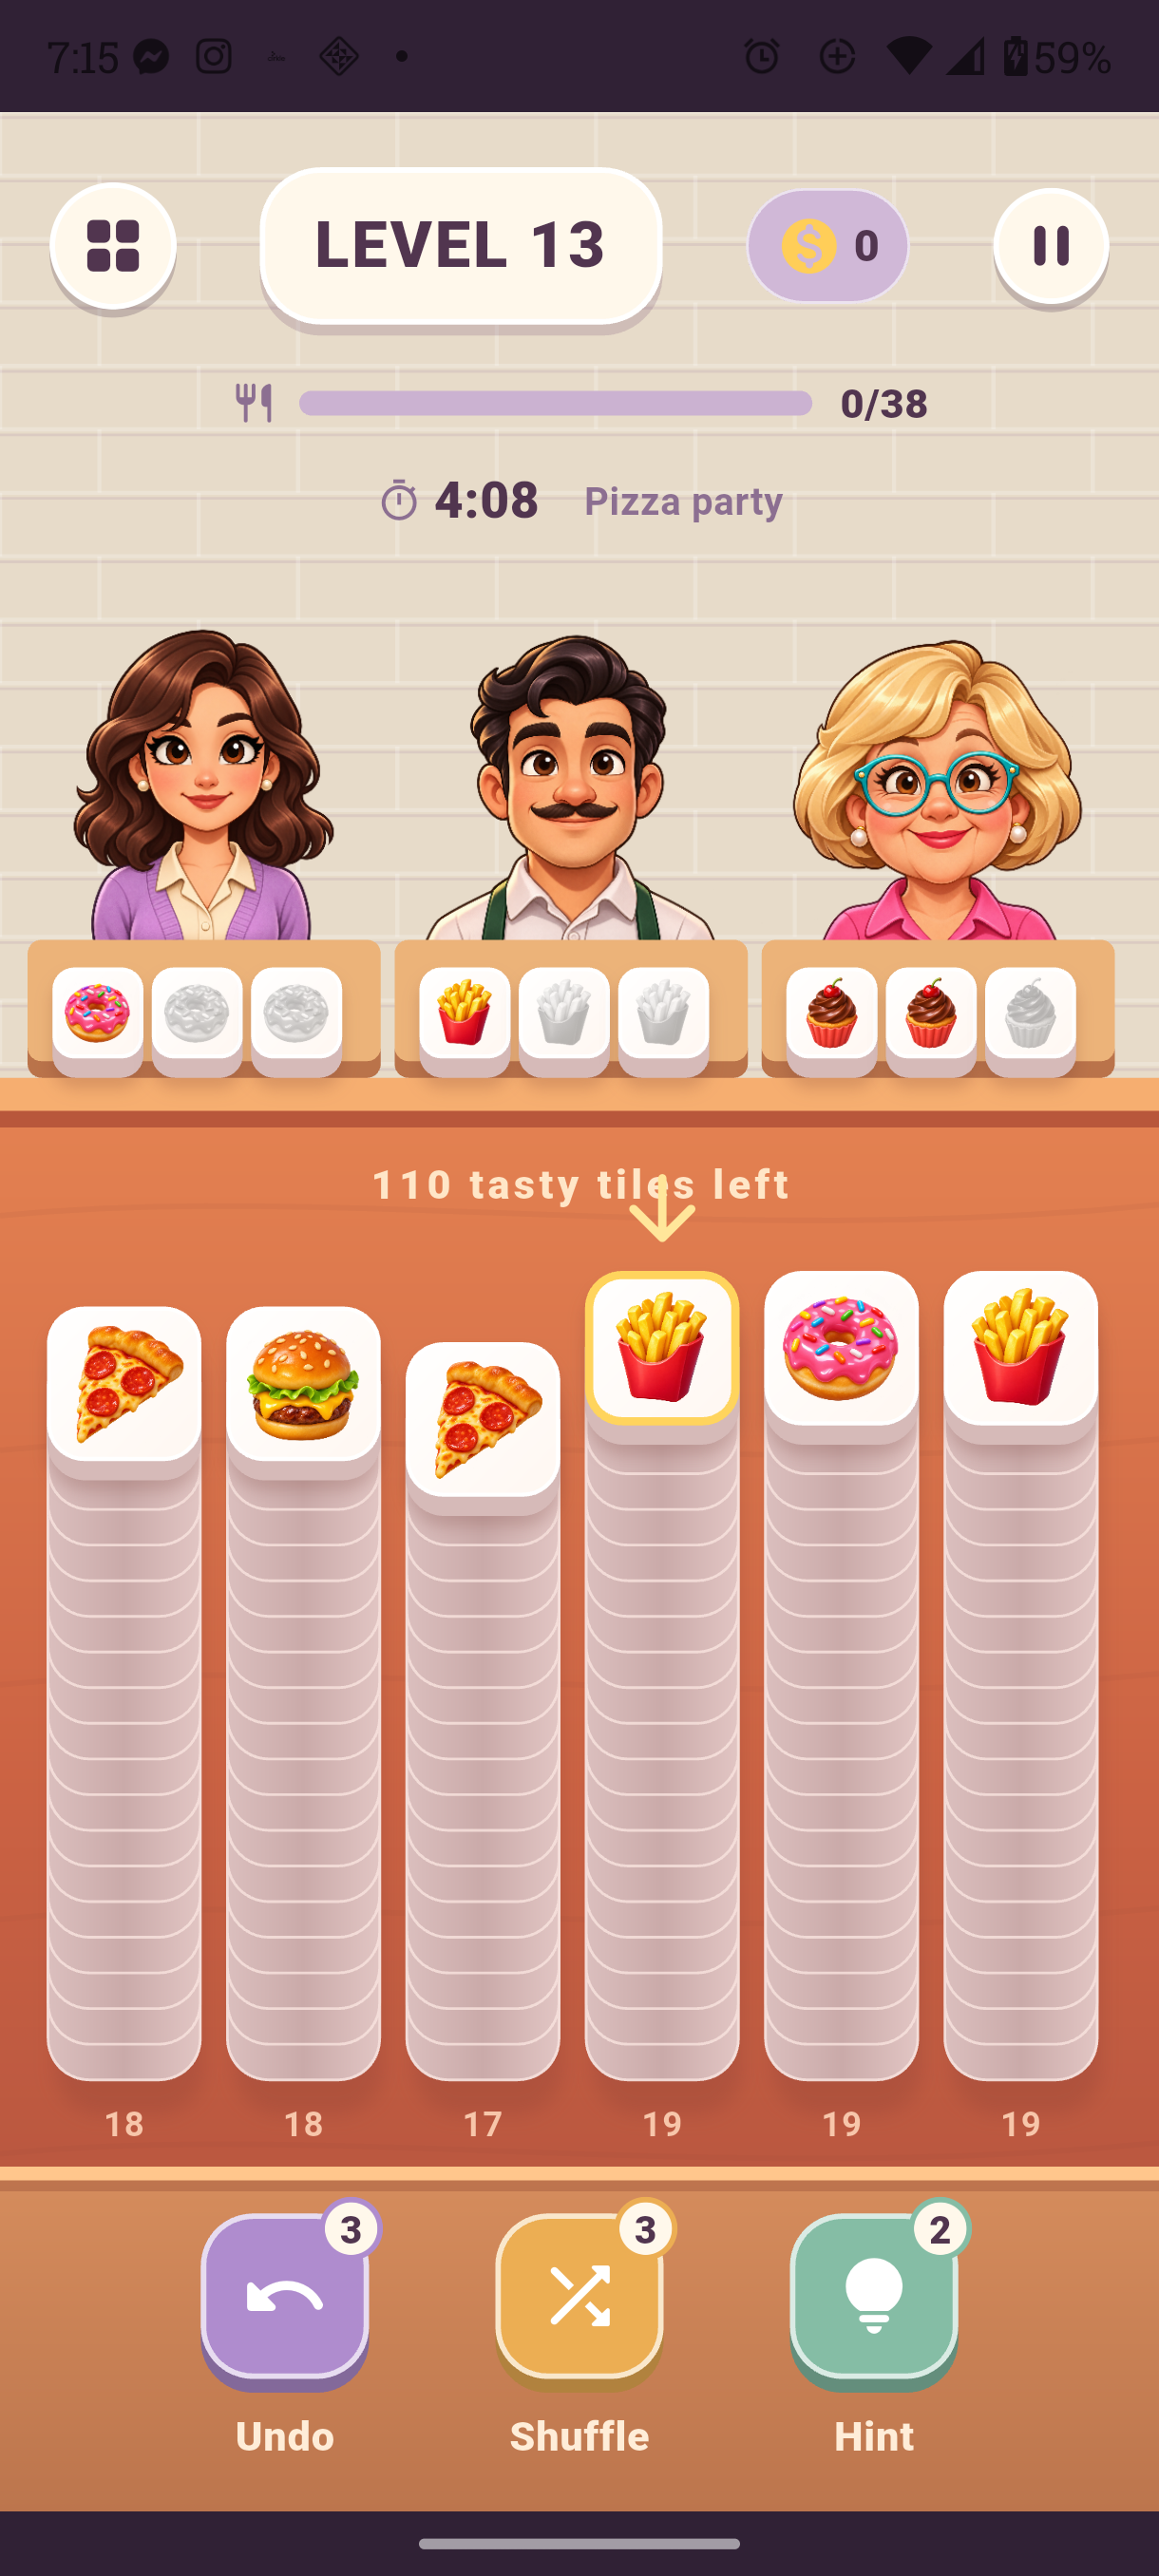 7:15 59%
LEVEL 13 0
0/38
4:08 Pizza party
110 tasty tiles left
18 18 17 19 19 19
3 3 2
Undo Shuffle Hint